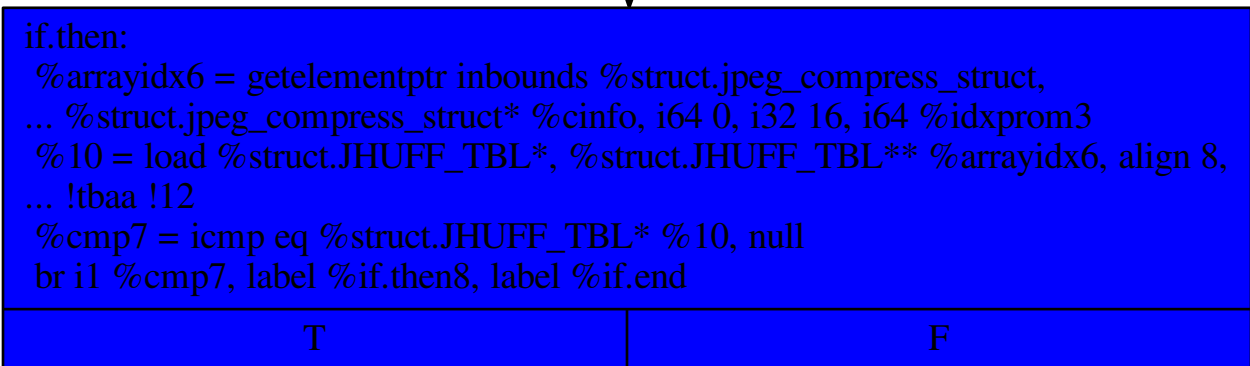 if.then:
%arrayidx6 = getelementptr inbounds %struct.jpeg_compress_struct,
... %struct.jpeg_compress_struct* %cinfo, i64 0, i32 16, i64 %idxprom3
%10 = load %struct.JHUFF_TBL*, %struct.JHUFF_TBL** %arrayidx6, align 8,
... !tbaa !12
%cmp7 = icmp eq %struct.JHUFF_TBL* %10, null
br i1 %cmp7, label %if.then8, label %if.end
T F